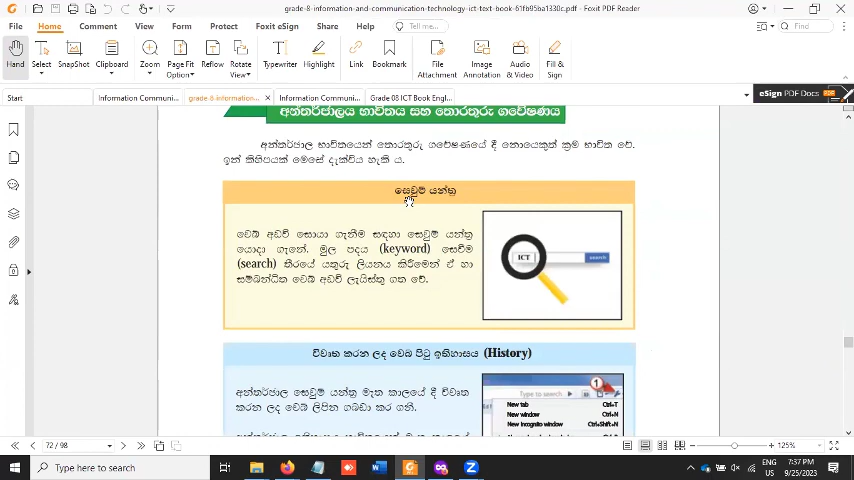 grade-8-information-and-communication-technology-ict-text-book-61fb95ba1330c.pdf - Foxit PDF Reader
File Home Comment View Form Protect Foxit eSign Share Help Tell me... Find
Hand Select SnapShot Clipboard Zoom Page Fit Option Reflow Rotate View Typewriter Highlight Link Bookmark File Attachment Image Annotation Audio & Video Fill & Sign
Start Information Communi... grade-8-information-... Information Communi... Grade 08 ICT Book Engl... eSign PDF Docs
අන්තර්ජාලය භාවිතය සහ තොරතුරු ගවේෂණය
අන්තර්ජාල භාවිතයෙන් තොරතුරු ගවේෂණයේ දී නොයෙකුත් ක්‍රම භාවිත වේ.
ඉන් කිහිපයක් මෙසේ දැක්විය හැකි ය.
සෙවුම් යන්ත්‍ර
වෙබ් අඩවි සොයා ගැනීම සඳහා සෙවුම් යන්ත්‍ර
යොදා ගැනේ. මුල පදය (keyword) සෙවීම
(search) තීරයේ යතුරු ලියනය කිරීමෙන් ඒ හා
සම්බන්ධිත වෙබ් අඩවි ලැයිස්තු ගත වේ.
ICT search
විවෘත කරන ලද වෙබ පිටු ඉතිහාසය (History)
අන්තර්ජාල සෙවුම් යන්ත්‍ර මැත කාලයේ දී විවෘත
කරන ලද වෙබ් ලිපින ගබඩා කර ගනී.
1
Type to search
New tab Ctrl+T
New window Ctrl+N
New incognito window Ctrl+Shift+N
72 / 98 125%
Type here to search ENG US 7:37 PM 9/25/2023